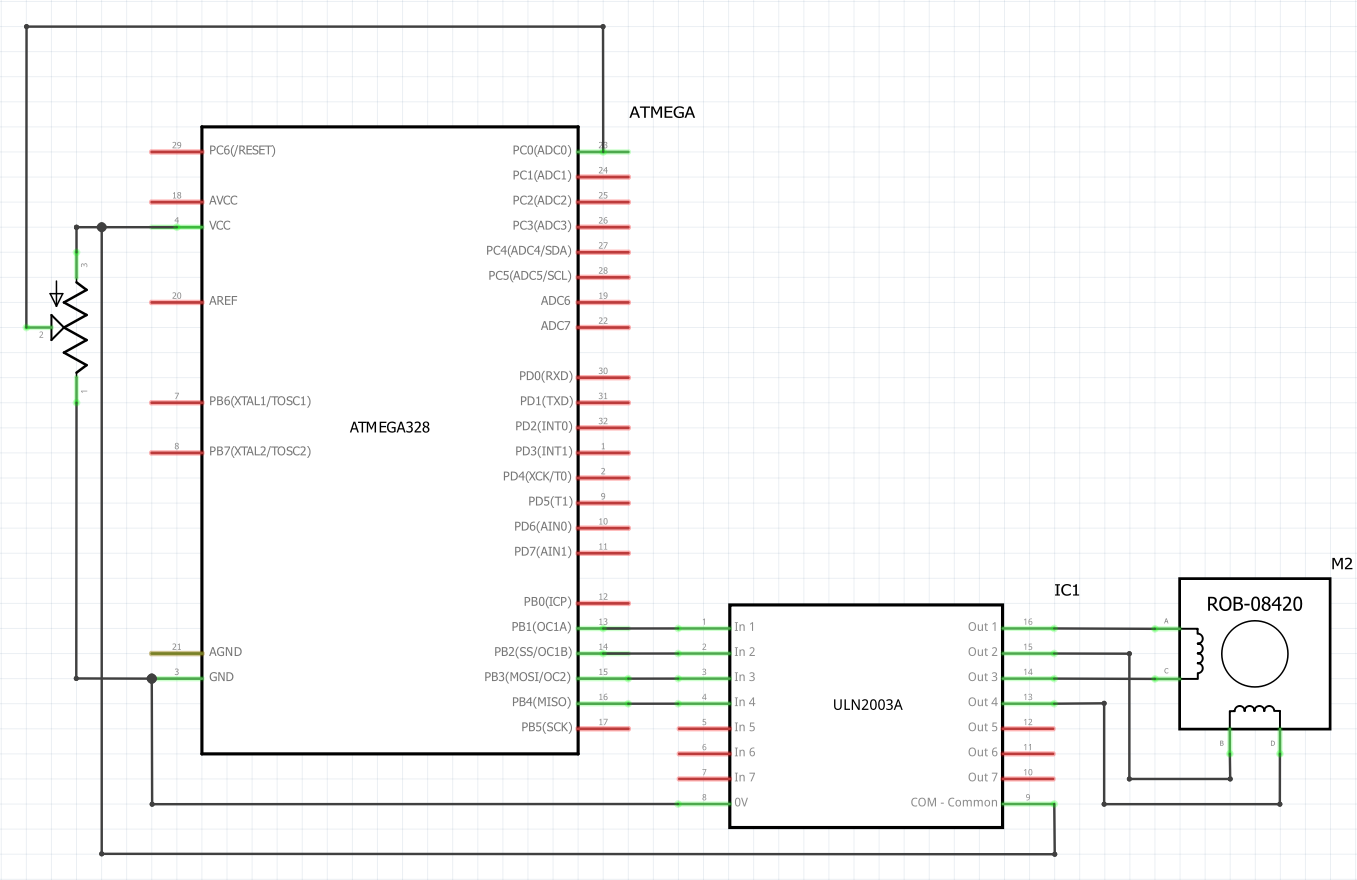 ATMEGA
29 PC6(/RESET)
PC0(ADC0) 23
PC1(ADC1) 24
18 AVCC
PC2(ADC2) 25
4 VCC
PC3(ADC3) 26
PC4(ADC4/SDA) 27
3
PC5(ADC5/SCL) 28
20 AREF
ADC6 19
2
ADC7 22
PD0(RXD) 30
1
7 PB6(XTAL1/TOSC1)
PD1(TXD) 31
ATMEGA328
PD2(INT0) 32
8 PB7(XTAL2/TOSC2)
PD3(INT1) 1
PD4(XCK/T0) 2
PD5(T1) 9
PD6(AIN0) 10
PD7(AIN1) 11
PB0(ICP) 12
PB1(OC1A) 13
21 AGND
PB2(SS/OC1B) 14
3 GND
PB3(MOSI/OC2) 15
PB4(MISO) 16
PB5(SCK) 17
IC1
1 In 1
Out 1 16
2 In 2
Out 2 15
3 In 3
Out 3 14
4 In 4
Out 4 13
ULN2003A
5 In 5
Out 5 12
6 In 6
Out 6 11
7 In 7
Out 7 10
8 0V
COM - Common 9
M2
ROB-08420
A
C
B
D